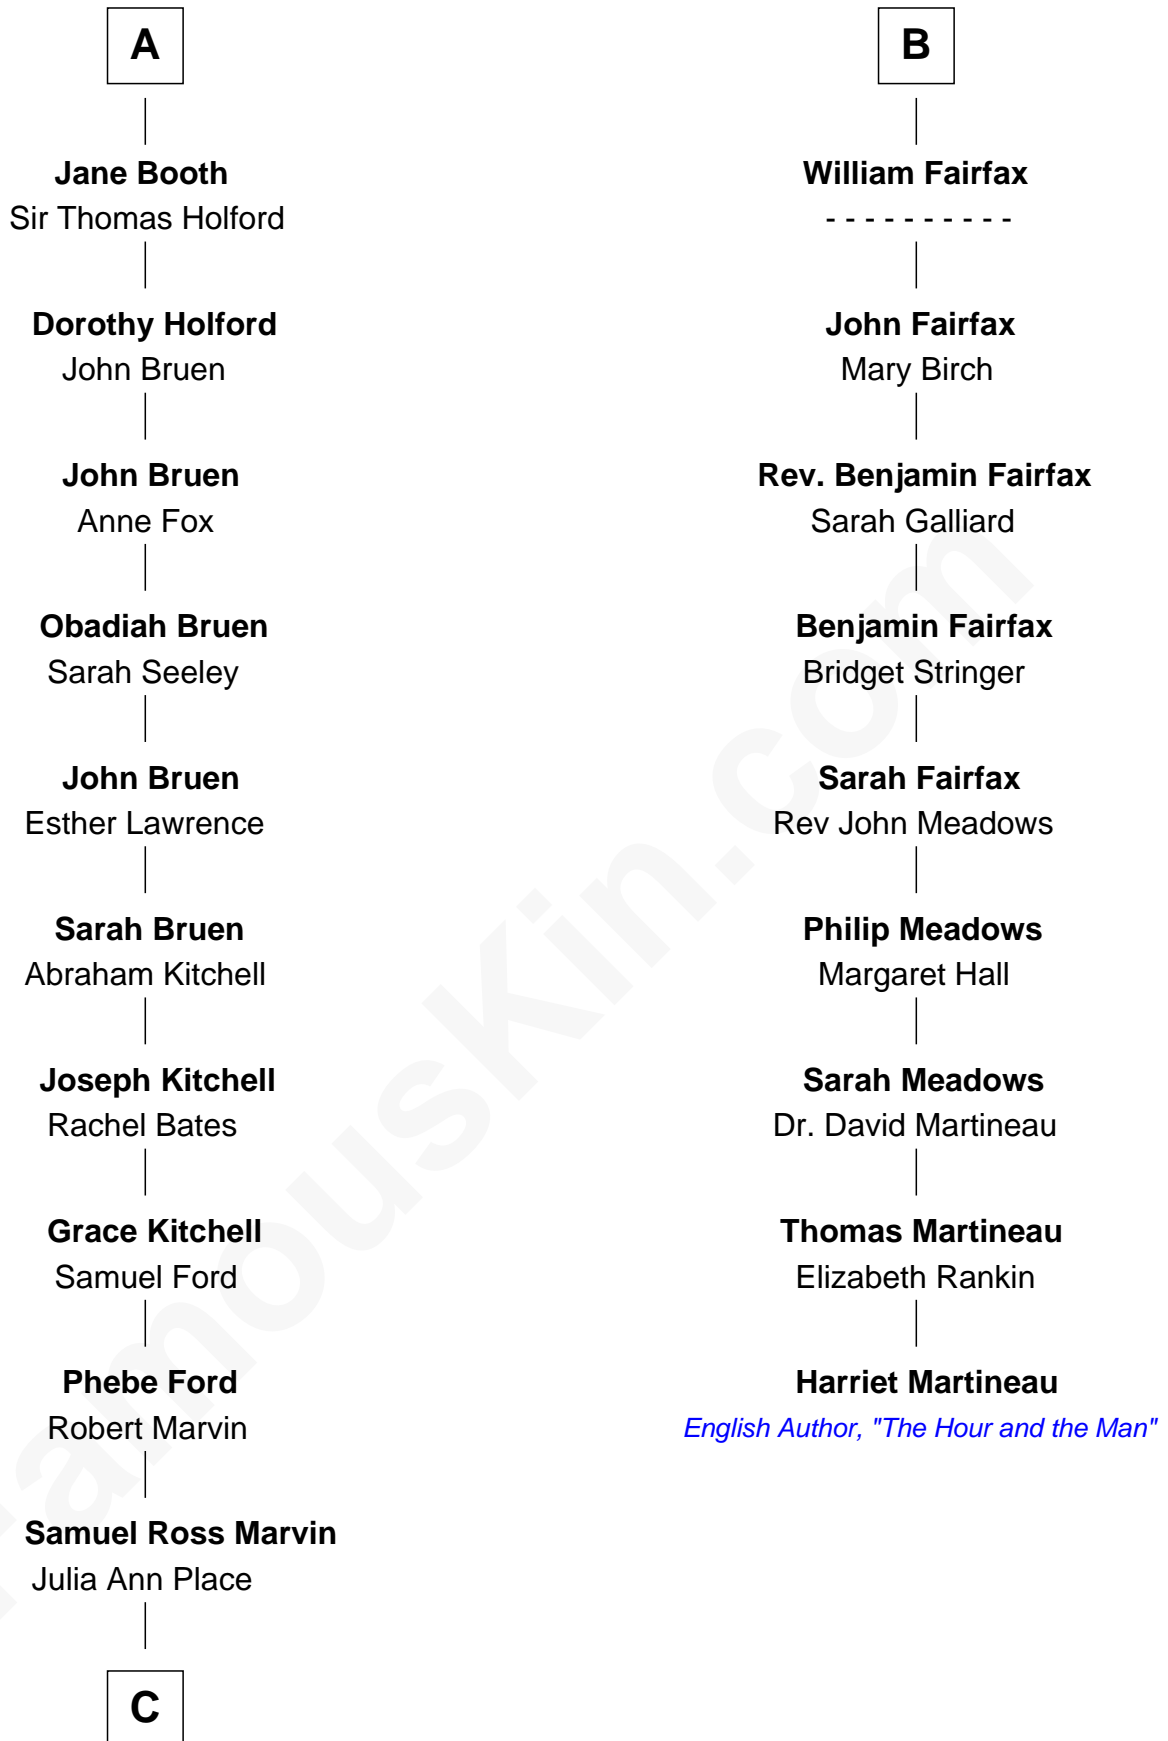 A
Jane Booth
Sir Thomas Holford
Dorothy Holford
John Bruen
John Bruen
Anne Fox
Obadiah Bruen
Sarah Seeley
John Bruen
Esther Lawrence
Sarah Bruen
Abraham Kitchell
Joseph Kitchell
Rachel Bates
Grace Kitchell
Samuel Ford
Phebe Ford
Robert Marvin
Samuel Ross Marvin
Julia Ann Place
C
B
William Fairfax
- - - - - - - - - -
John Fairfax
Mary Birch
Rev. Benjamin Fairfax
Sarah Galliard
Benjamin Fairfax
Bridget Stringer
Sarah Fairfax
Rev John Meadows
Philip Meadows
Margaret Hall
Sarah Meadows
Dr. David Martineau
Thomas Martineau
Elizabeth Rankin
Harriet Martineau
English Author, "The Hour and the Man"
FamousKin.com